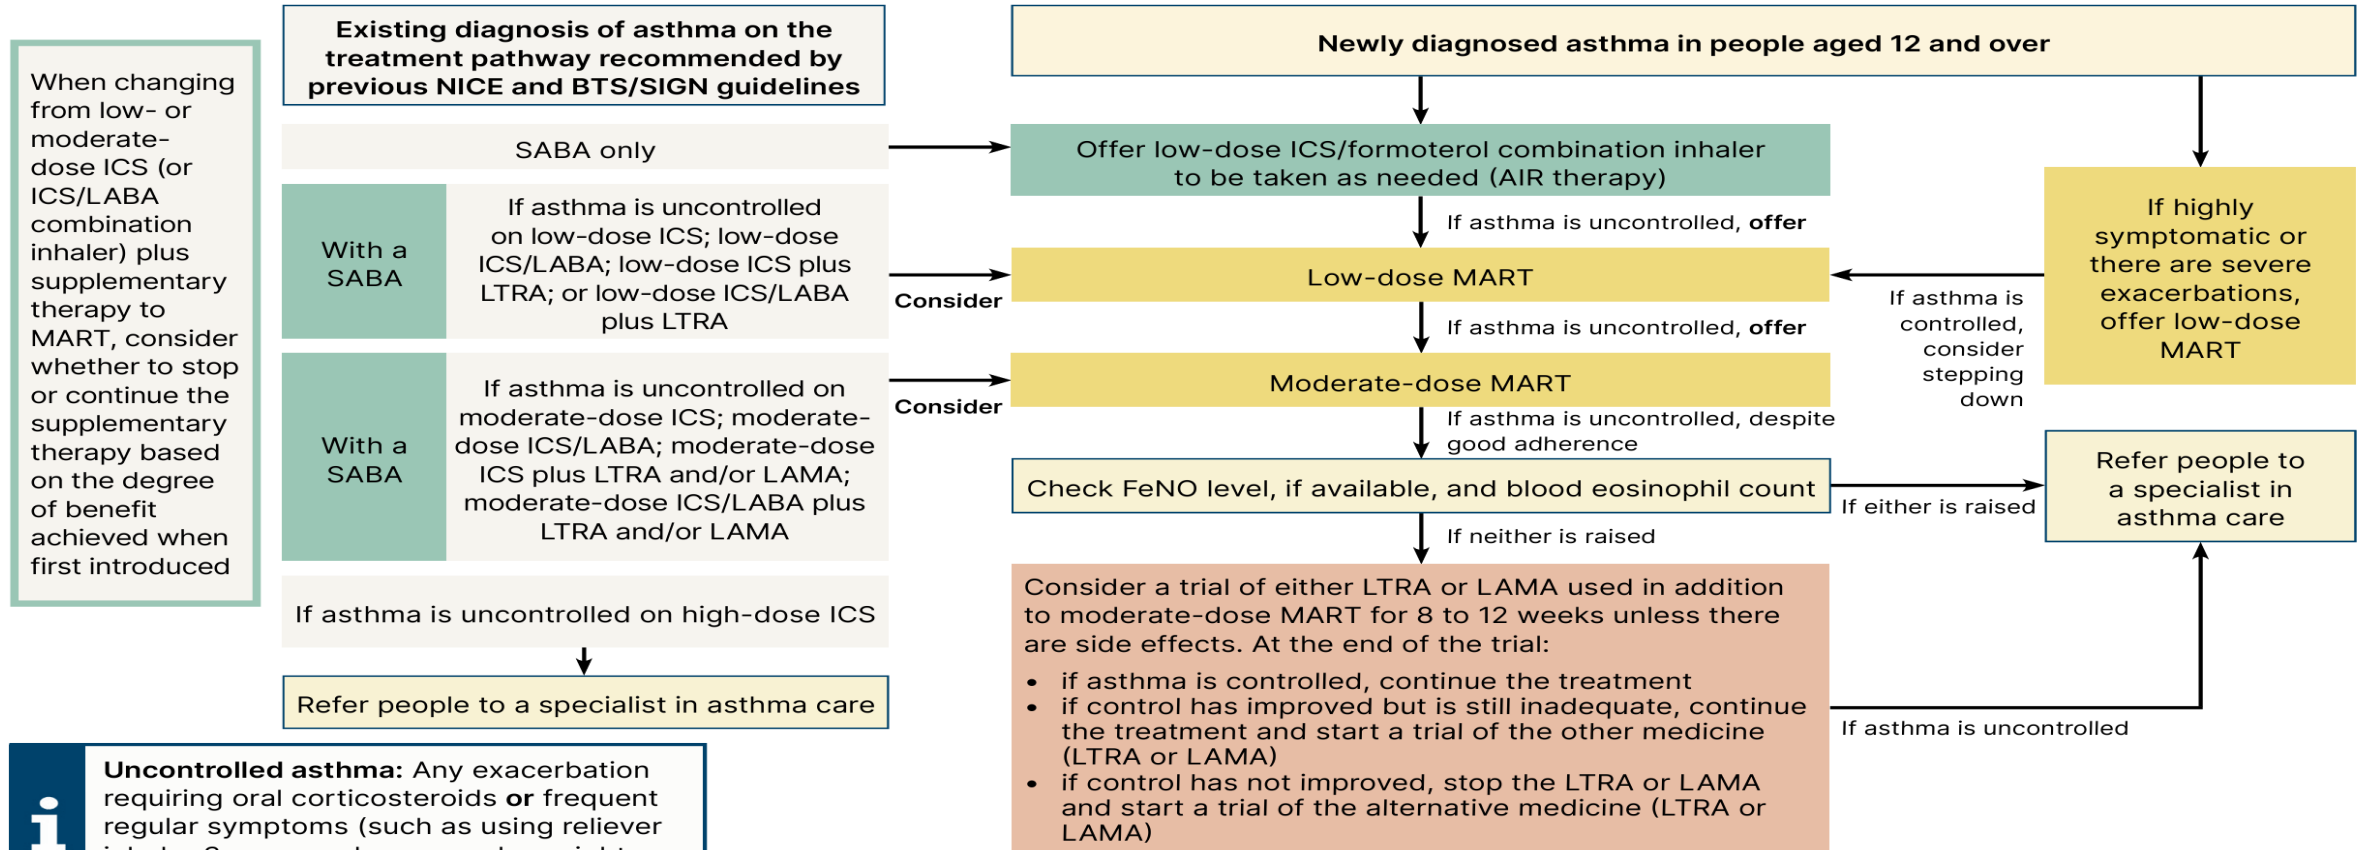 When changing
from low- or
moderate-
dose ICS (or
ICS/LABA
combination
inhaler) plus
supplementary
therapy to
MART, consider
whether to stop
or continue the
supplementary
therapy based
on the degree
of benefit
achieved when
first introduced
Existing diagnosis of asthma on the
treatment pathway recommended by
previous NICE and BTS/SIGN guidelines
SABA only
With a
SABA
If asthma is uncontrolled
on low-dose ICS; low-dose
ICS/LABA; low-dose ICS plus
LTRA; or low-dose ICS/LABA
plus LTRA
Consider
With a
SABA
If asthma is uncontrolled on
moderate-dose ICS; moderate-
dose ICS/LABA; moderate-dose
ICS plus LTRA and/or LAMA;
moderate-dose ICS/LABA plus
LTRA and/or LAMA
Consider
If asthma is uncontrolled on high-dose ICS
Refer people to a specialist in asthma care
Uncontrolled asthma: Any exacerbation
requiring oral corticosteroids or frequent
regular symptoms (such as using reliever
Newly diagnosed asthma in people aged 12 and over
Offer low-dose ICS/formoterol combination inhaler
to be taken as needed (AIR therapy)
If asthma is uncontrolled, offer
Low-dose MART
If asthma is uncontrolled, offer
Moderate-dose MART
If asthma is uncontrolled, despite
good adherence
Check FeNO level, if available, and blood eosinophil count
If either is raised
If neither is raised
Consider a trial of either LTRA or LAMA used in addition
to moderate-dose MART for 8 to 12 weeks unless there
are side effects. At the end of the trial:
• if asthma is controlled, continue the treatment
• if control has improved but is still inadequate, continue
the treatment and start a trial of the other medicine
(LTRA or LAMA)
• if control has not improved, stop the LTRA or LAMA
and start a trial of the alternative medicine (LTRA or
LAMA)
If asthma is uncontrolled
If highly
symptomatic or
there are severe
exacerbations,
offer low-dose
MART
If asthma is
controlled,
consider
stepping
down
Refer people to
a specialist in
asthma care